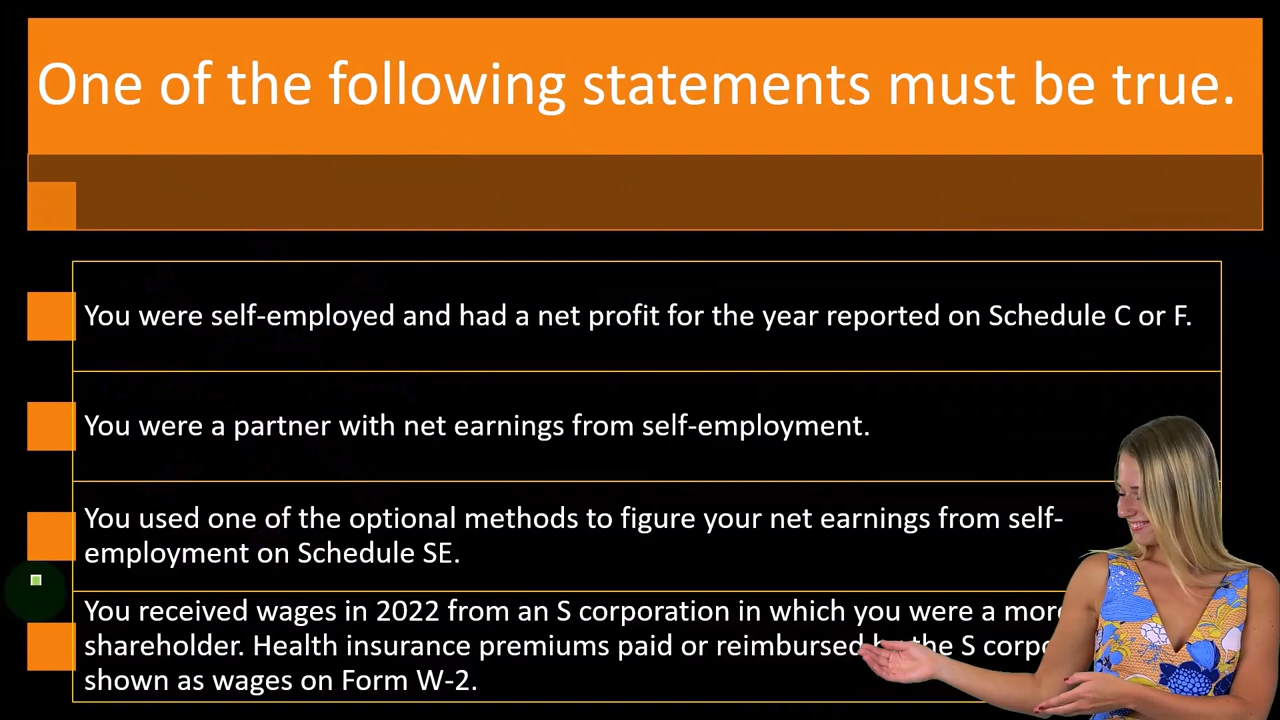 One of the following statements must be true.
You were self-employed and had a net profit for the year reported on Schedule C or F.
You were a partner with net earnings from self-employment.
You used one of the optional methods to figure your net earnings from self-
employment on Schedule SE.
You received wages in 2022 from an S corporation in which you were a more
shareholder. Health insurance premiums paid or reimbursed the S
shown as wages on Form W-2.